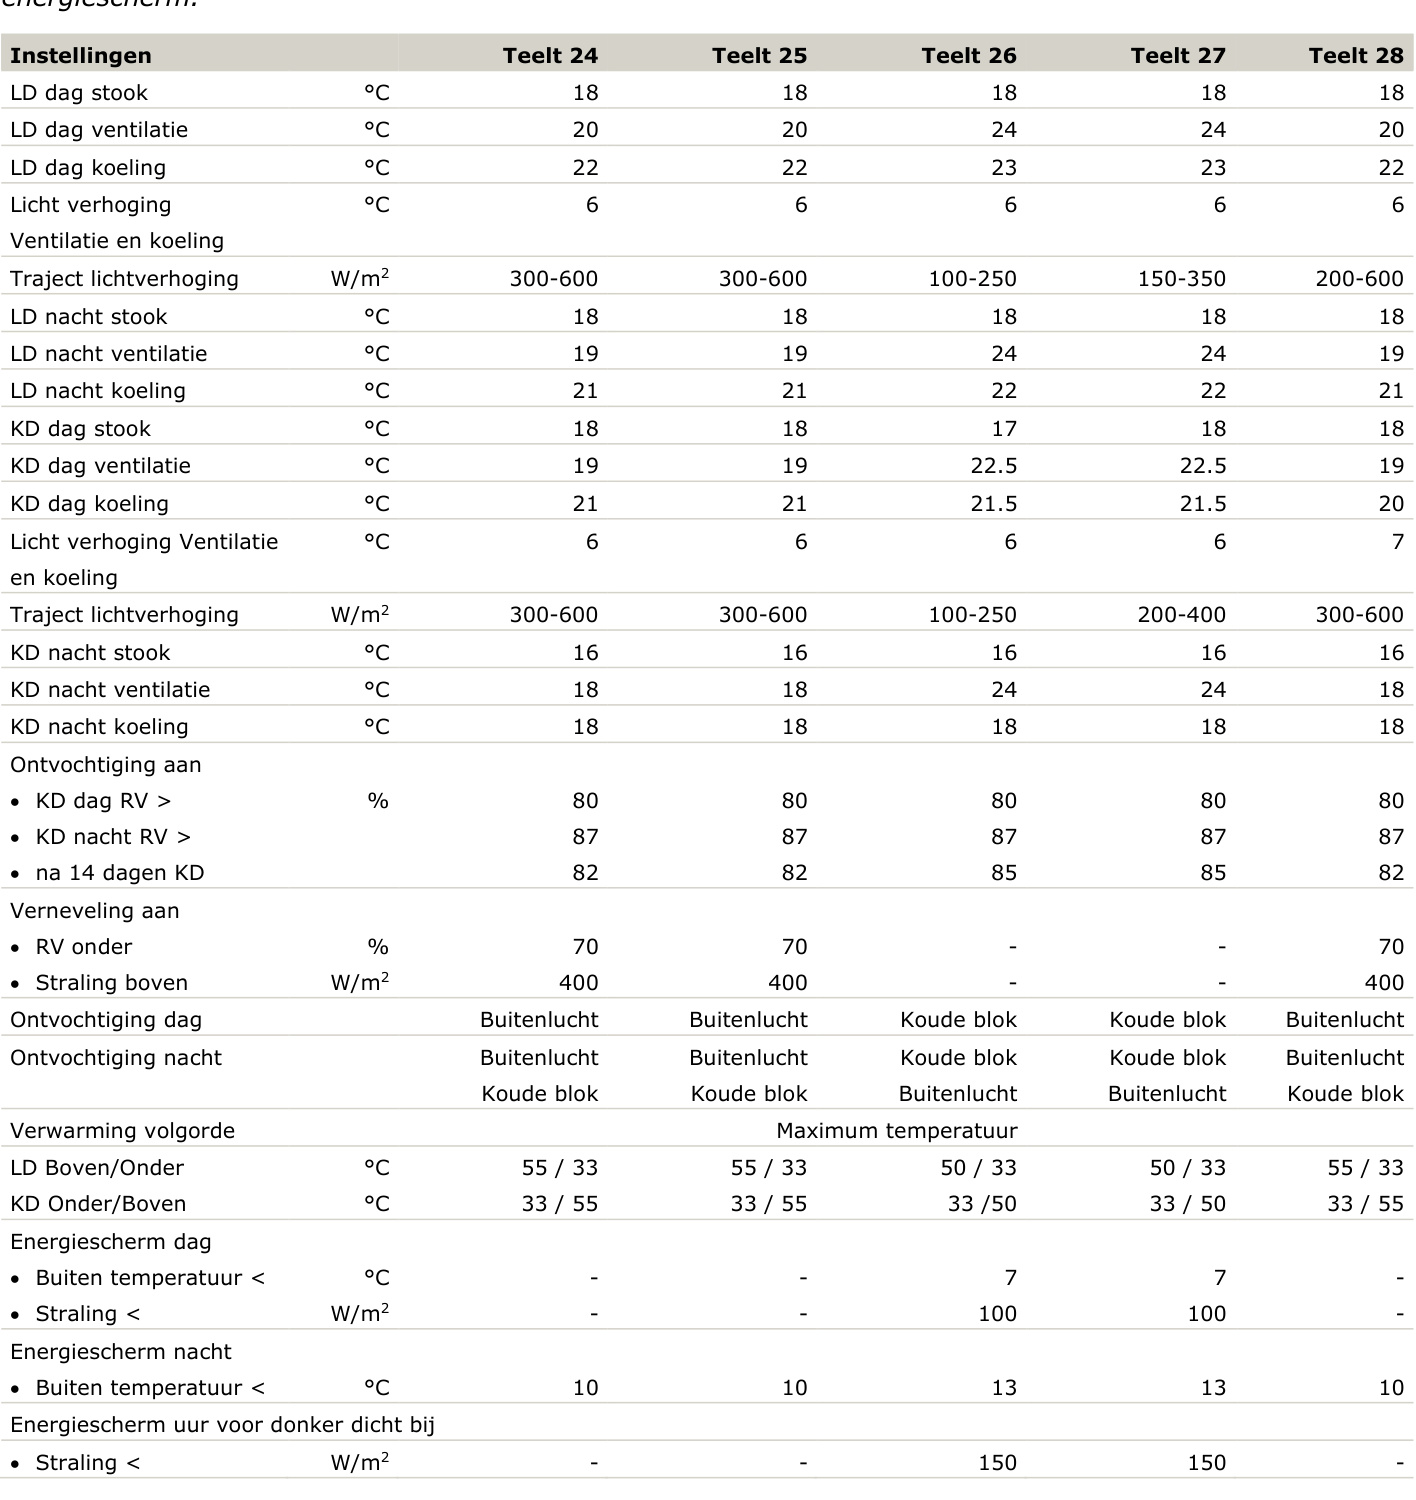 energiescherm.
Instellingen Teelt 24 Teelt 25 Teelt 26 Teelt 27 Teelt 28
LD dag stook °C 18 18 18 18 18
LD dag ventilatie °C 20 20 24 24 20
LD dag koeling °C 22 22 23 23 22
Licht verhoging °C 6 6 6 6 6
Ventilatie en koeling
Traject lichtverhoging W/m² 300-600 300-600 100-250 150-350 200-600
LD nacht stook °C 18 18 18 18 18
LD nacht ventilatie °C 19 19 24 24 19
LD nacht koeling °C 21 21 22 22 21
KD dag stook °C 18 18 17 18 18
KD dag ventilatie °C 19 19 22.5 22.5 19
KD dag koeling °C 21 21 21.5 21.5 20
Licht verhoging Ventilatie °C 6 6 6 6 7
en koeling
Traject lichtverhoging W/m² 300-600 300-600 100-250 200-400 300-600
KD nacht stook °C 16 16 16 16 16
KD nacht ventilatie °C 18 18 24 24 18
KD nacht koeling °C 18 18 18 18 18
Ontvochtiging aan
• KD dag RV > % 80 80 80 80 80
• KD nacht RV > 87 87 87 87 87
• na 14 dagen KD 82 82 85 85 82
Verneveling aan
• RV onder % 70 70 - - 70
• Straling boven W/m² 400 400 - - 400
Ontvochtiging dag Buitenlucht Buitenlucht Koude blok Koude blok Buitenlucht
Ontvochtiging nacht Buitenlucht Buitenlucht Koude blok Koude blok Buitenlucht
Koude blok Koude blok Buitenlucht Buitenlucht Koude blok
Verwarming volgorde Maximum temperatuur
LD Boven/Onder °C 55 / 33 55 / 33 50 / 33 50 / 33 55 / 33
KD Onder/Boven °C 33 / 55 33 / 55 33 /50 33 / 50 33 / 55
Energiescherm dag
• Buiten temperatuur < °C - - 7 7 -
• Straling < W/m² - - 100 100 -
Energiescherm nacht
• Buiten temperatuur < °C 10 10 13 13 10
Energiescherm uur voor donker dicht bij
• Straling < W/m² - - 150 150 -